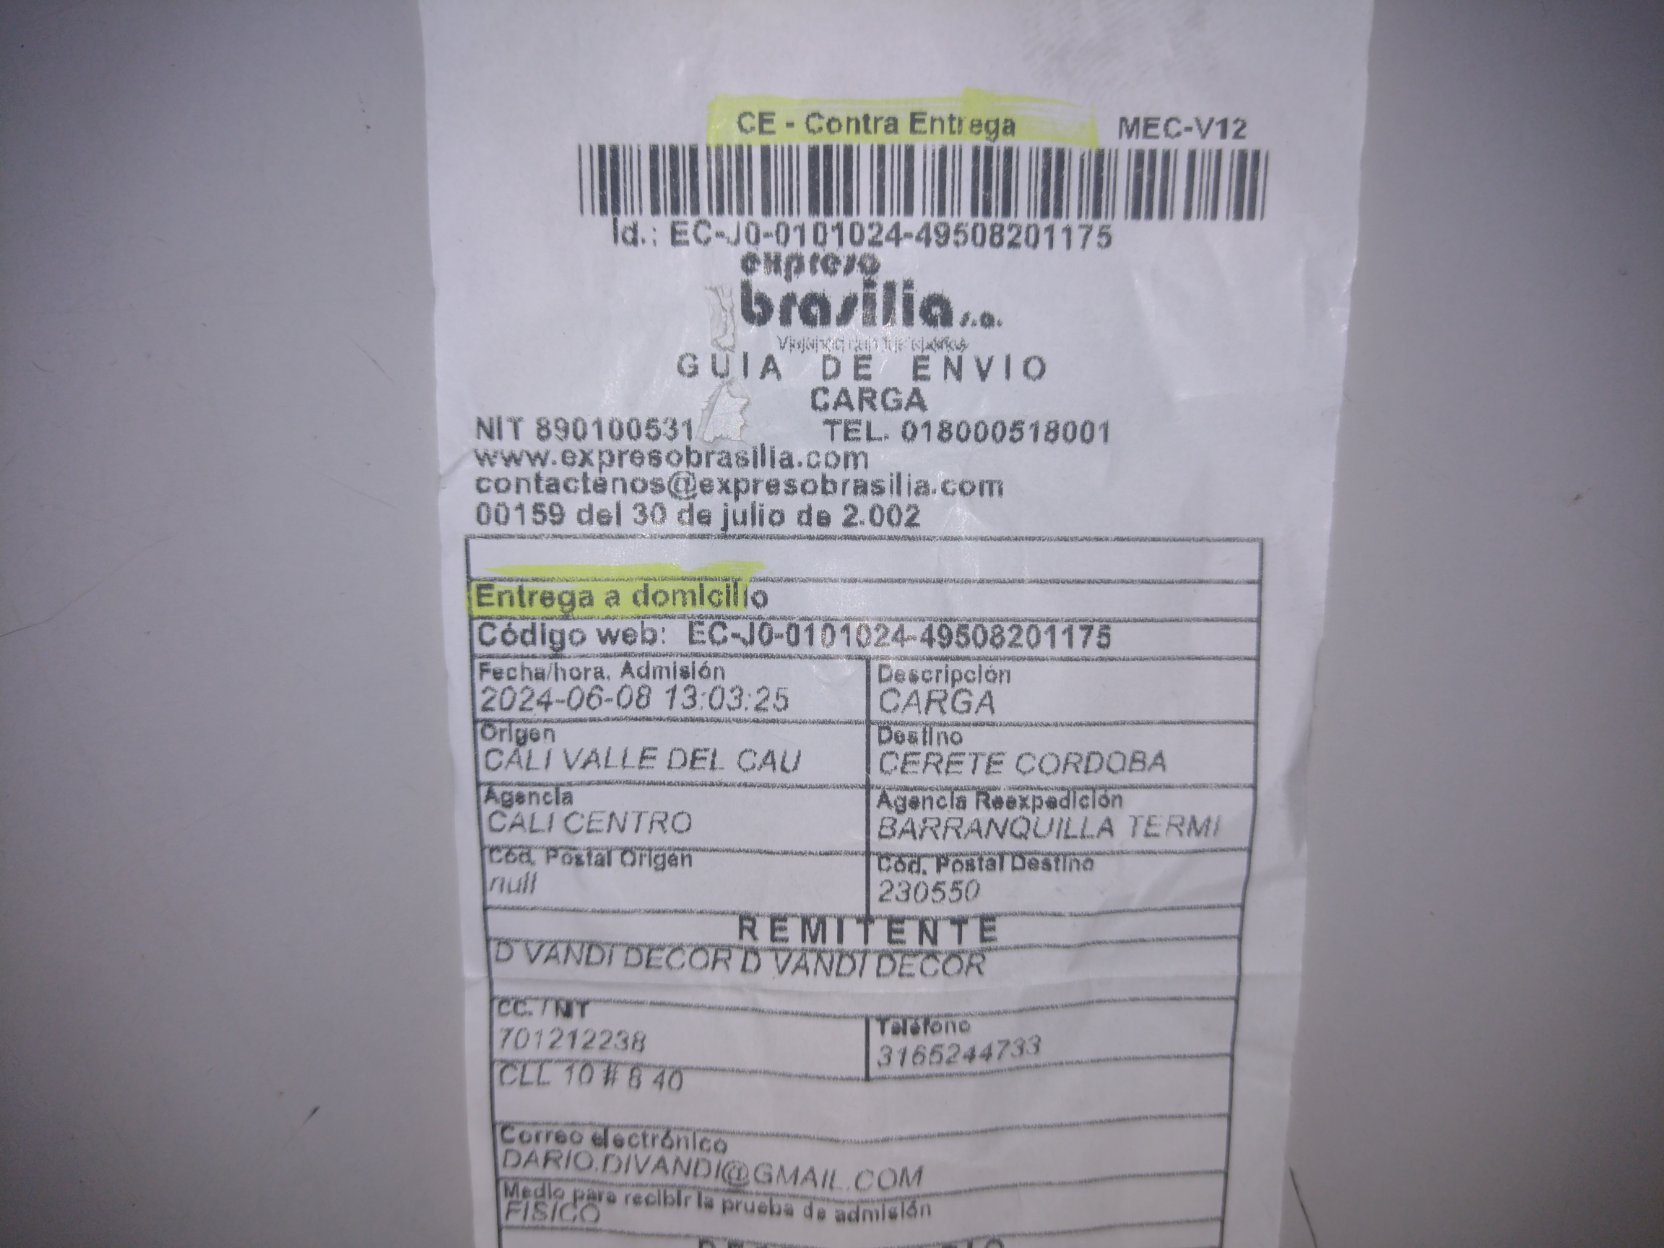 CE - Contra Entrega MEC-V12
Id.: EC-J0-0101024-49508201175
expreso
brasilia s.a.
GUIA DE ENVIO
CARGA
NIT 890100531 TEL. 018000518001
www.expresobrasilia.com
contactenos@expresobrasilia.com
00159 del 30 de julio de 2.002
Entrega a domicilio
Código web: EC-J0-0101024-49508201175
Fecha/hora. Admisión Descripción
2024-06-08 13:03:25 CARGA
Origen Destino
CALI VALLE DEL CAU CERETE CORDOBA
Agencia Agencia Reexpedición
CALI CENTRO BARRANQUILLA TERMI
Cód. Postal Origen Cód. Postal Destino
null 230550
REMITENTE
D VANDI DECOR D VANDI DECOR
CC. / NIT Teléfono
701212238 3165244733
CLL 10 # 8 40
Correo electrónico
DARIO.DIVANDI@GMAIL.COM
Medio para recibir la prueba de admisión
FISICO